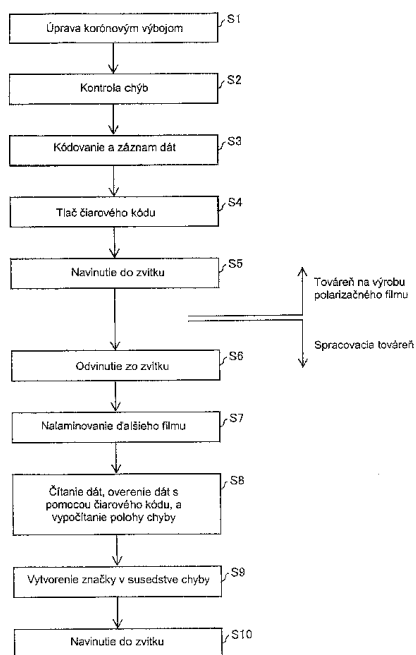 S1
Úprava korónovým výbojom
S2
Kontrola chýb
S3
Kódovanie a záznam dát
S4
Tlač čiarového kódu
S5
Navinutie do zvitku
Továreň na výrobu
polarizačného filmu
Spracovacia továreň
S6
Odvinutie zo zvitku
S7
Nalaminovanie ďalšieho filmu
S8
Čítanie dát, overenie dát s
pomocou čiarového kódu, a
vypočítanie polohy chyby
S9
Vytvorenie značky v susedstve chyby
S10
Navinutie do zvitku